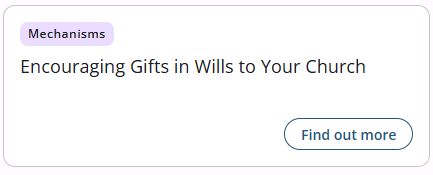 Mechanisms
Encouraging Gifts in Wills to Your Church
Find out more